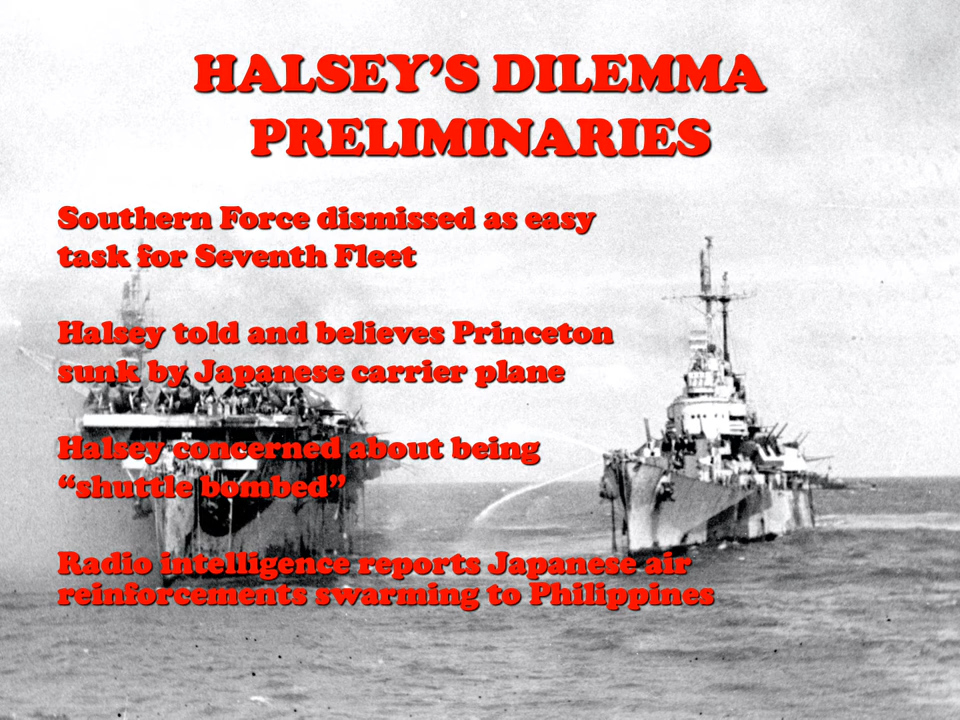 HALSEY’S DILEMMA
PRELIMINARIES
Southern Force dismissed as easy
task for Seventh Fleet
Halsey told and believes Princeton
sunk by Japanese carrier plane
Halsey concerned about being
“shuttle bombed”
Radio intelligence reports Japanese air
reinforcements swarming to Philippines